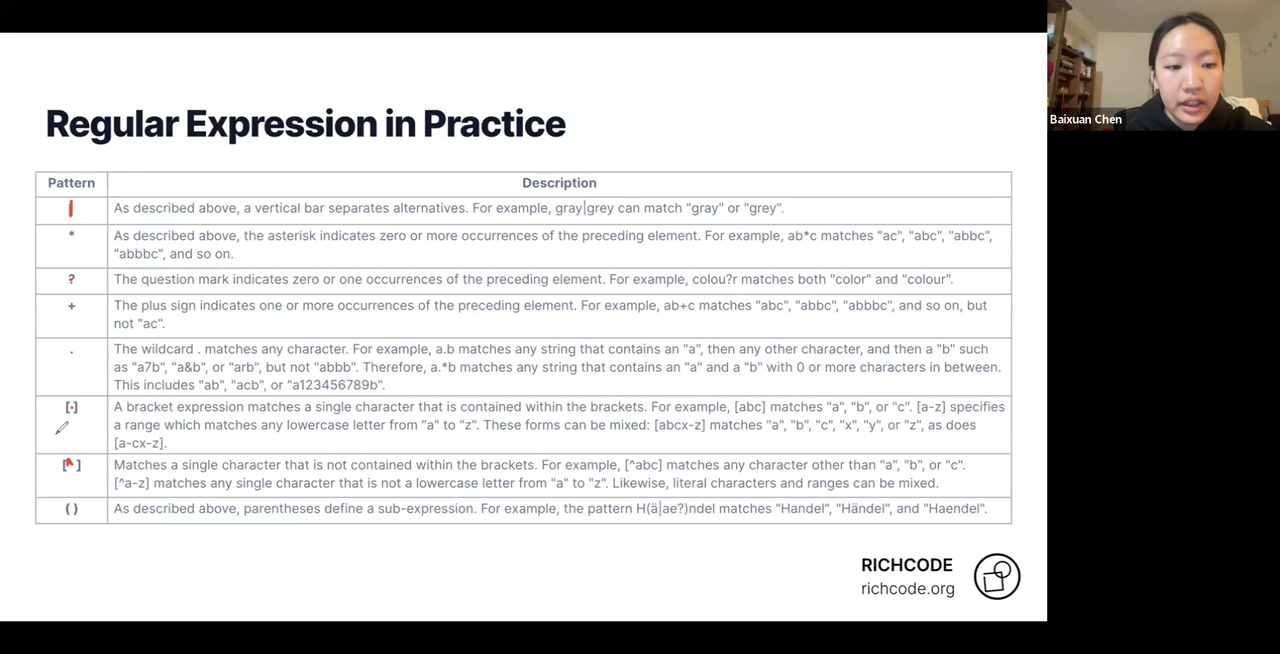 Regular Expression in Practice
Pattern Description
| As described above, a vertical bar separates alternatives. For example, gray|grey can match "gray" or "grey".
* As described above, the asterisk indicates zero or more occurrences of the preceding element. For example, ab*c matches "ac", "abc", "abbc",
"abbbc", and so on.
? The question mark indicates zero or one occurrences of the preceding element. For example, colou?r matches both "color" and "colour".
+ The plus sign indicates one or more occurrences of the preceding element. For example, ab+c matches "abc", "abbc", "abbbc", and so on, but
not "ac".
. The wildcard . matches any character. For example, a.b matches any string that contains an "a", then any other character, and then a "b" such
as "a7b", "a&b", or "arb", but not "abbb". Therefore, a.*b matches any string that contains an "a" and a "b" with 0 or more characters in between.
This includes "ab", "acb", or "a123456789b".
[·] A bracket expression matches a single character that is contained within the brackets. For example, [abc] matches "a", "b", or "c". [a-z] specifies
a range which matches any lowercase letter from "a" to "z". These forms can be mixed: [abcx-z] matches "a", "b", "c", "x", "y", or "z", as does
[a-cx-z].
[^ ] Matches a single character that is not contained within the brackets. For example, [^abc] matches any character other than "a", "b", or "c".
[^a-z] matches any single character that is not a lowercase letter from "a" to "z". Likewise, literal characters and ranges can be mixed.
( ) As described above, parentheses define a sub-expression. For example, the pattern H(ä|ae?)ndel matches "Handel", "Händel", and "Haendel".
RICHCODE
richcode.org
Baixuan Chen